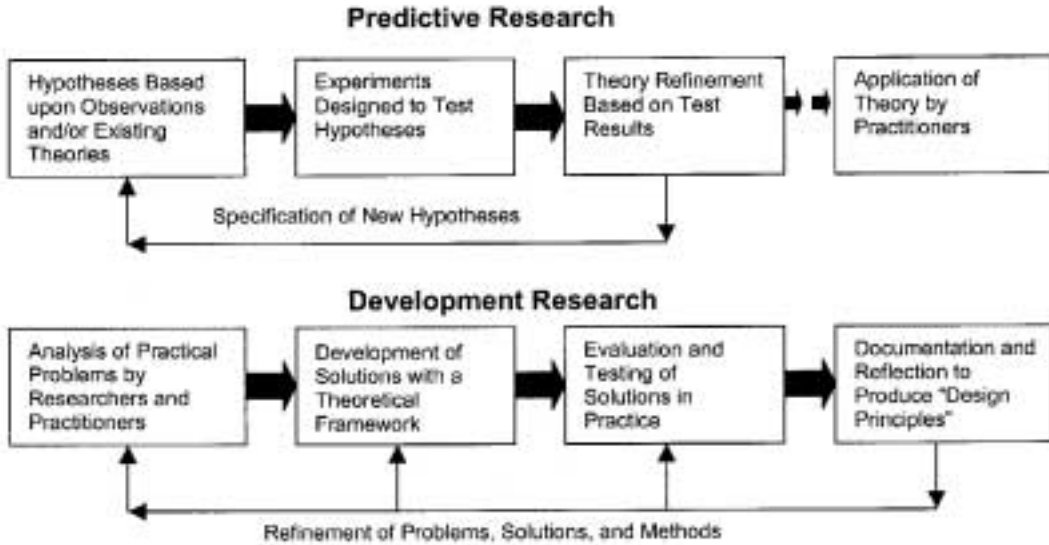 Predictive Research
Hypotheses Based
upon Observations
and/or Existing
Theories
Experiments
Designed to Test
Hypotheses
Theory Refinement
Based on Test
Results
Application of
Theory by
Practitioners
Specification of New Hypotheses
Development Research
Analysis of Practical
Problems by
Researchers and
Practitioners
Development of
Solutions with a
Theoretical
Framework
Evaluation and
Testing of
Solutions in
Practice
Documentation and
Reflection to
Produce "Design
Principles"
Refinement of Problems, Solutions, and Methods